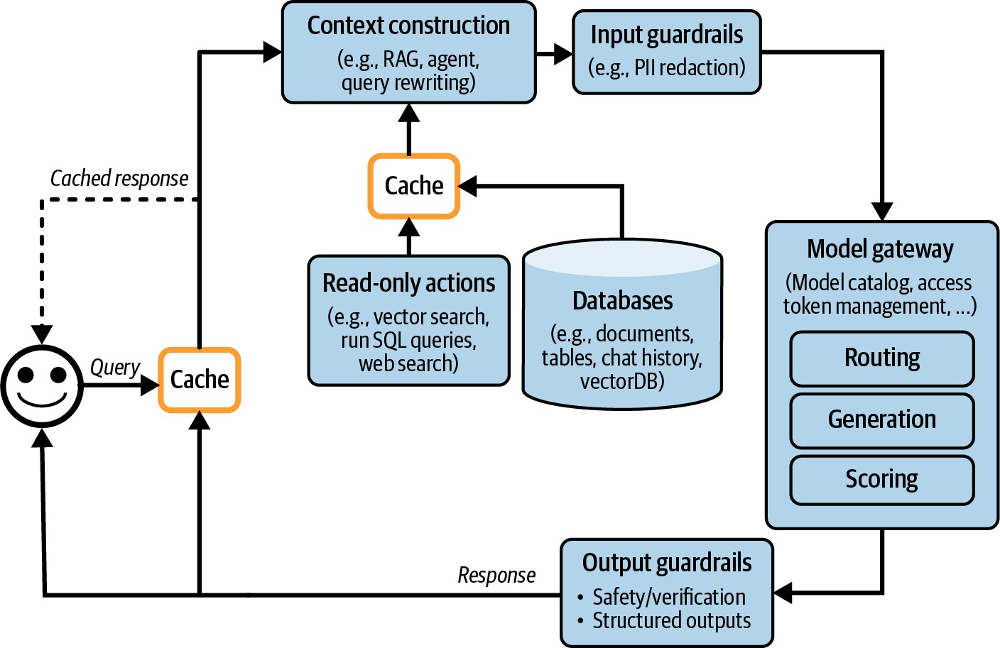 Context construction
(e.g., RAG, agent,
query rewriting)
Input guardrails
(e.g., PII redaction)
Cached response
Cache
Read-only actions
(e.g., vector search,
run SQL queries,
web search)
Databases
(e.g., documents,
tables, chat history,
vectorDB)
Model gateway
(Model catalog, access
token management, ...)
Routing
Generation
Scoring
Query
Cache
Response
Output guardrails
• Safety/verification
• Structured outputs